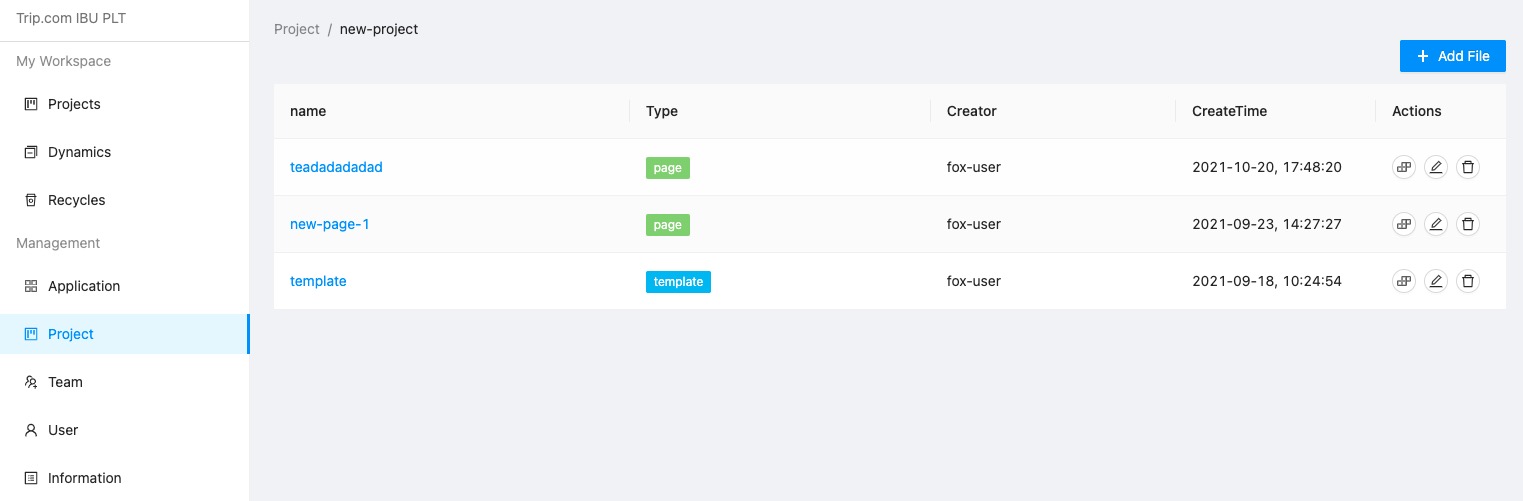 Trip.com IBU PLT
My Workspace
Projects
Dynamics
Recycles
Management
Application
Project
Team
User
Information
Project / new-project
+ Add File
name Type Creator CreateTime Actions
teadadadadad page fox-user 2021-10-20, 17:48:20
new-page-1 page fox-user 2021-09-23, 14:27:27
template template fox-user 2021-09-18, 10:24:54